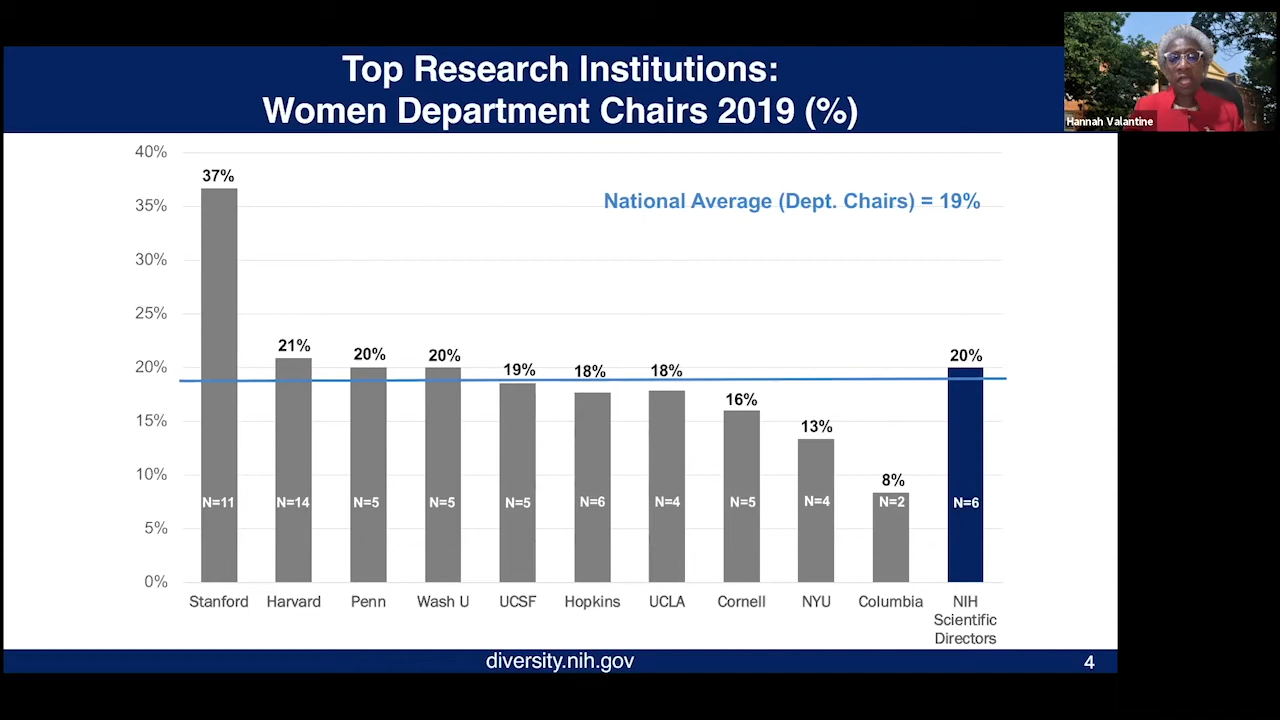 Top Research Institutions:
Women Department Chairs 2019 (%)
Hannah Valantine
40%
35%
30%
25%
20%
15%
10%
5%
0%
National Average (Dept. Chairs) = 19%
37%
21%
20%
20%
19%
18%
18%
16%
13%
8%
20%
N=11
N=14
N=5
N=5
N=5
N=6
N=4
N=5
N=4
N=2
N=6
Stanford
Harvard
Penn
Wash U
UCSF
Hopkins
UCLA
Cornell
NYU
Columbia
NIH
Scientific
Directors
diversity.nih.gov
4